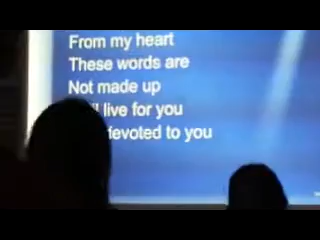 From my heart
These words are
Not made up
live for you
devoted to you